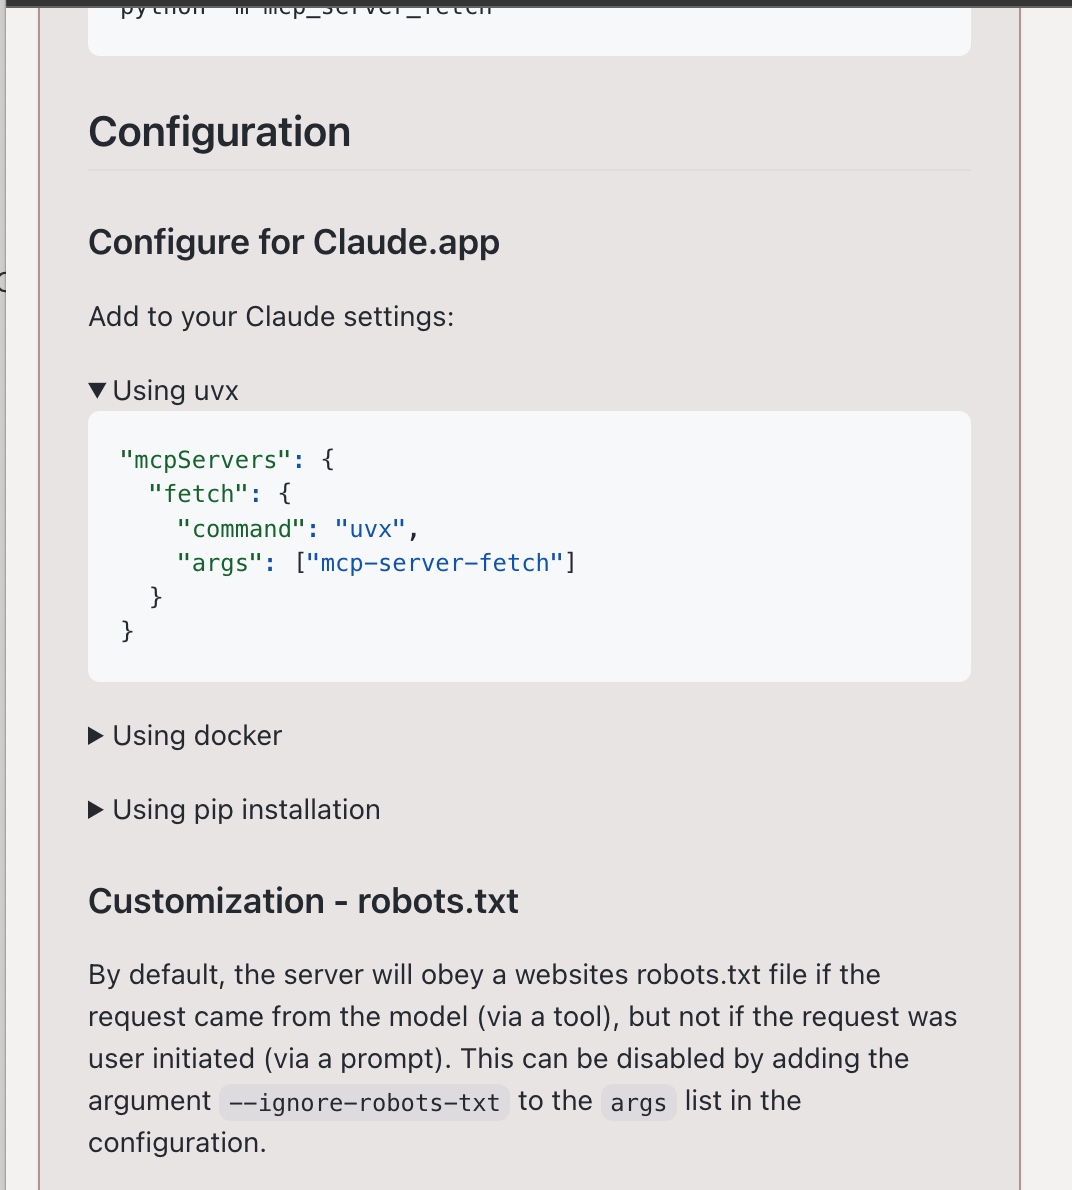 python -m mcp_server_fetch
Configuration
Configure for Claude.app
Add to your Claude settings:
▼ Using uvx
"mcpServers": {
  "fetch": {
    "command": "uvx",
    "args": ["mcp-server-fetch"]
  }
}
▶ Using docker
▶ Using pip installation
Customization - robots.txt
By default, the server will obey a websites robots.txt file if the
request came from the model (via a tool), but not if the request was
user initiated (via a prompt). This can be disabled by adding the
argument --ignore-robots-txt to the args list in the
configuration.